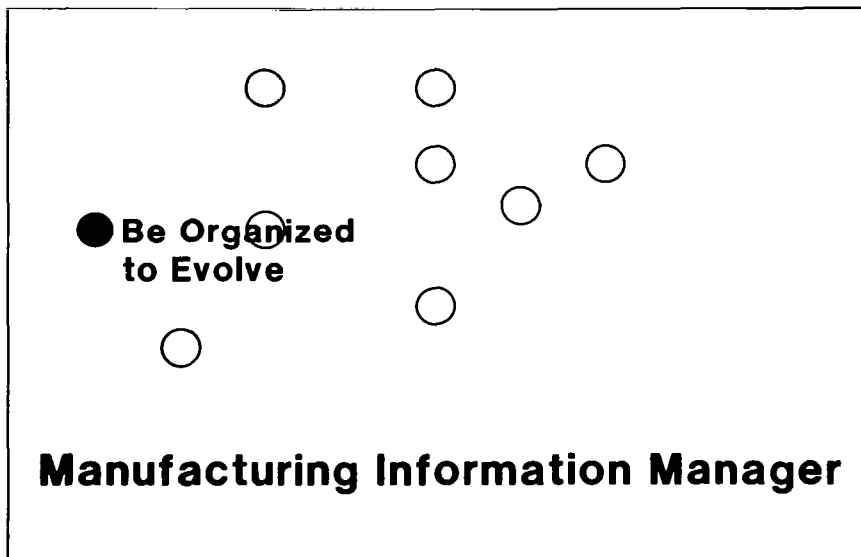 Be Organized
to Evolve
Manufacturing Information Manager